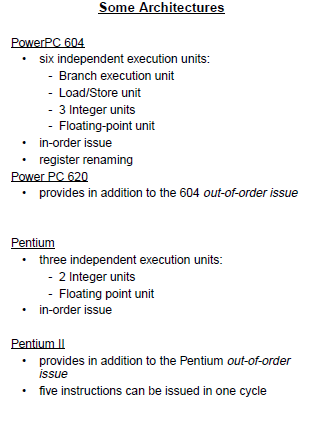 Some Architectures
PowerPC 604
• six independent execution units:
- Branch execution unit
- Load/Store unit
- 3 Integer units
- Floating-point unit
• in-order issue
• register renaming
Power PC 620
• provides in addition to the 604 out-of-order issue
Pentium
• three independent execution units:
- 2 Integer units
- Floating point unit
• in-order issue
Pentium II
• provides in addition to the Pentium out-of-order
issue
• five instructions can be issued in one cycle